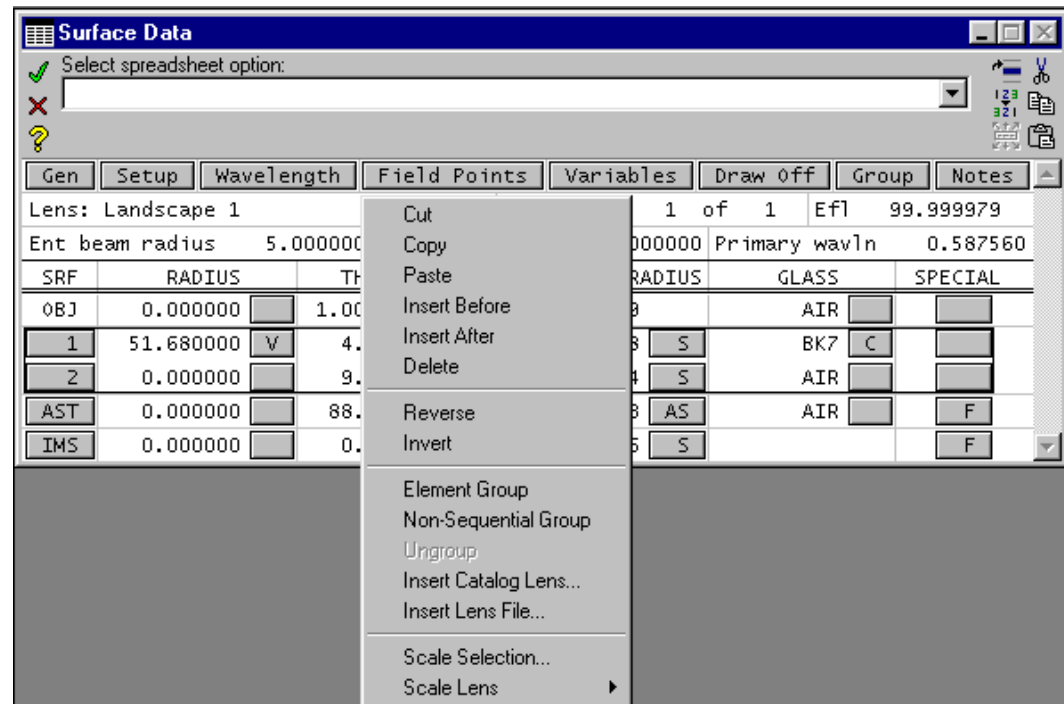 Surface Data
Select spreadsheet option:
Gen Setup Wavelength Field Points Variables Draw Off Group Notes
Lens: Landscape 1 1 of 1 Efl 99.999979
Ent beam radius 5.000000 Primary wavln 0.587560
SRF RADIUS TH RADIUS GLASS SPECIAL
OBJ 0.000000 1.00 AIR
1 51.680000 V 4. S BK7 C
2 0.000000 9. S AIR
AST 0.000000 88. AS AIR F
IMS 0.000000 0. S F
Cut
Copy
Paste
Insert Before
Insert After
Delete
Reverse
Invert
Element Group
Non-Sequential Group
Ungroup
Insert Catalog Lens...
Insert Lens File...
Scale Selection...
Scale Lens